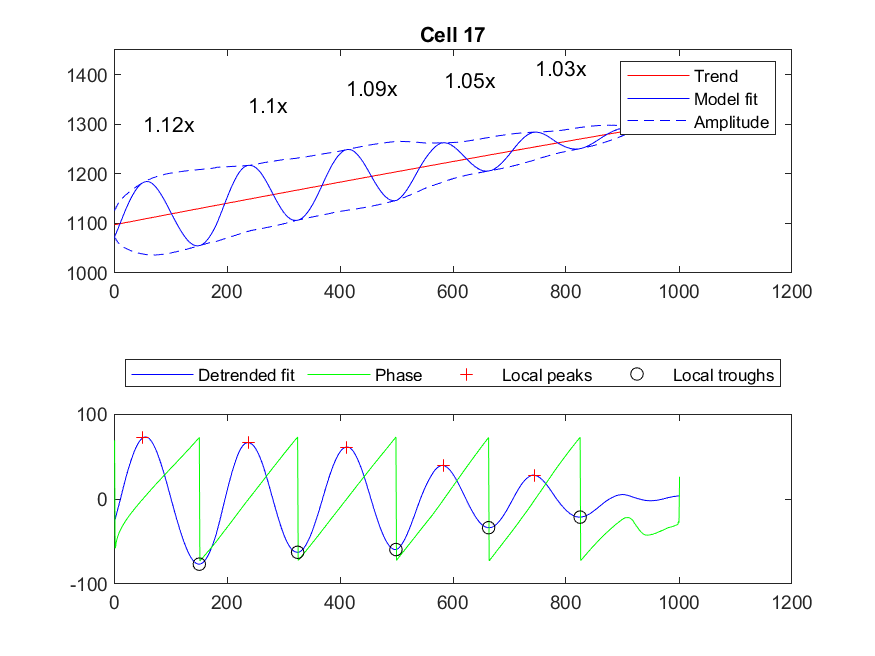 Cell 17
1400
1300
1200
1100
1000
1.12x
1.1x
1.09x
1.05x
1.03x
Trend
Model fit
Amplitude
0 200 400 600 800 1000 1200
Detrended fit Phase Local peaks Local troughs
100
0
-100
0 200 400 600 800 1000 1200